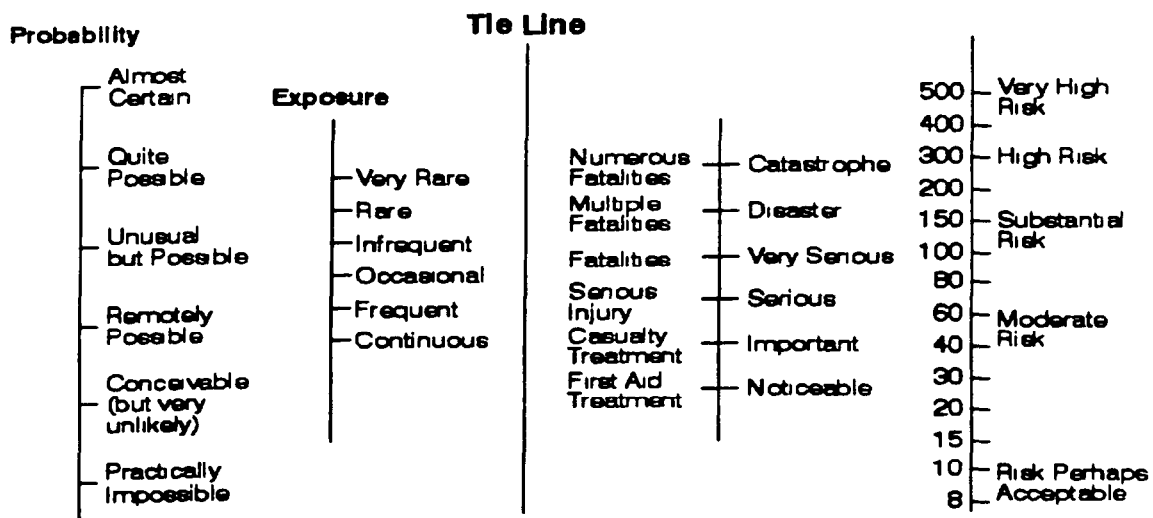 Tie Line
Probability
Almost
Certain
Quite
Possible
Unusual
but Possible
Remotely
Possible
Conceivable
(but very
unlikely)
Practically
Impossible
Exposure
Very Rare
Rare
Infrequent
Occasional
Frequent
Continuous
Numerous
Fatalities
Multiple
Fatalities
Fatalities
Serious
Injury
Casualty
Treatment
First Aid
Treatment
Catastrophe
Disaster
Very Serious
Serious
Important
Noticeable
500 Very High
Risk
400
300 High Risk
200
150 Substantial
Risk
100
80
60 Moderate
Risk
40
30
20
15
10 Risk Perhaps
8 Acceptable